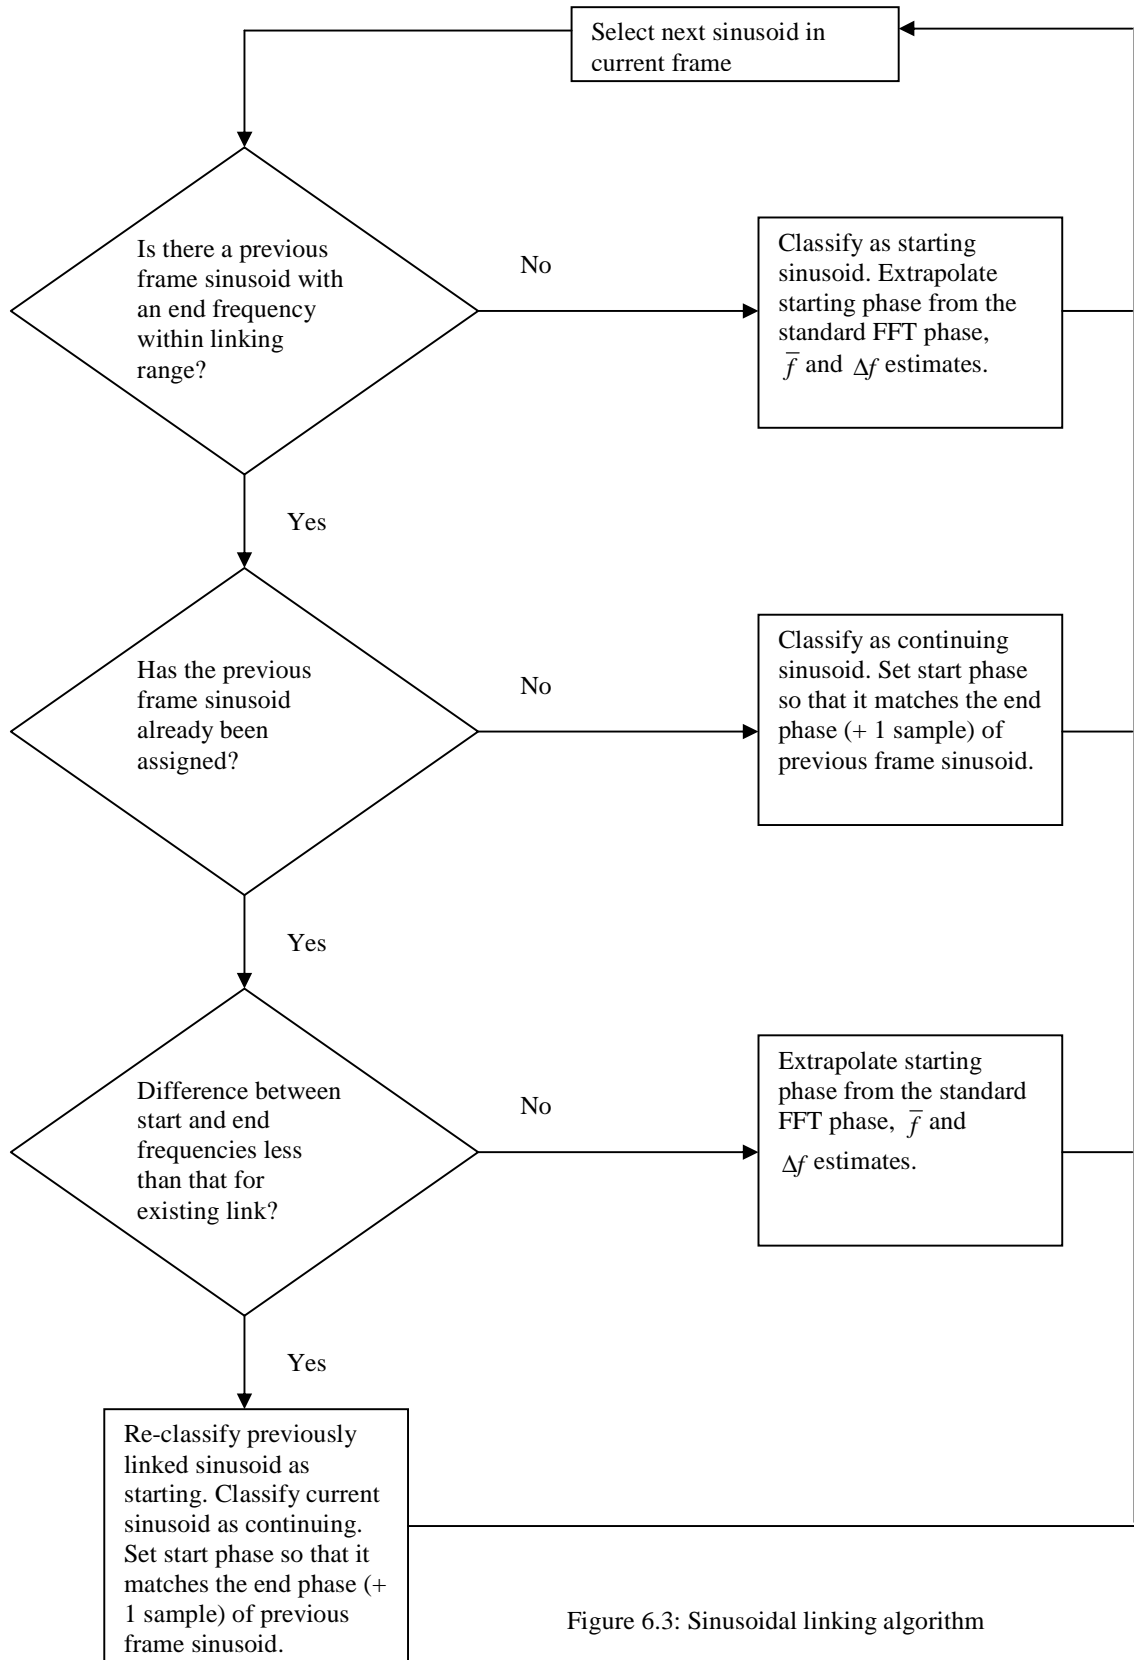 Select next sinusoid in
current frame
Is there a previous
frame sinusoid with
an end frequency
within linking
range?
No
Classify as starting
sinusoid. Extrapolate
starting phase from the
standard FFT phase,
f̅ and Δf estimates.
Yes
Has the previous
frame sinusoid
already been
assigned?
No
Classify as continuing
sinusoid. Set start phase
so that it matches the end
phase (+ 1 sample) of
previous frame sinusoid.
Yes
Difference between
start and end
frequencies less
than that for
existing link?
No
Extrapolate starting
phase from the standard
FFT phase, f̅ and
Δf estimates.
Yes
Re-classify previously
linked sinusoid as
starting. Classify current
sinusoid as continuing.
Set start phase so that it
matches the end phase (+
1 sample) of previous
frame sinusoid.
Figure 6.3: Sinusoidal linking algorithm